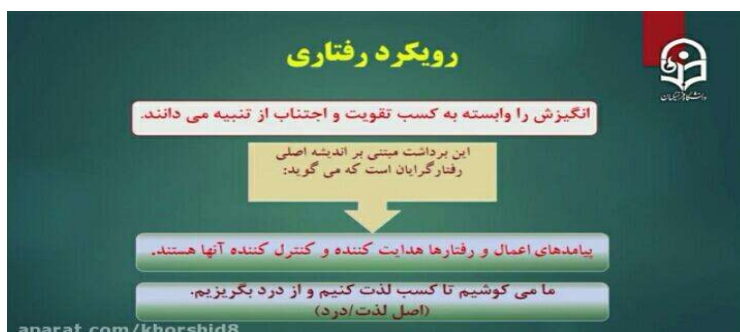 رویکرد رفتاری
دانشگاه فرهنگیان
انگیزش را وابسته به کسب تقویت و اجتناب از تنبیه می دانند.
این برداشت مبتنی بر اندیشه اصلی
رفتارگرایان است که می گوید:
پیامدهای اعمال و رفتارها هدایت کننده و کنترل کننده آنها هستند.
ما می کوشیم تا کسب لذت کنیم و از درد بگریزیم.
(اصل لذت/درد)
aparat.com/khorshid8